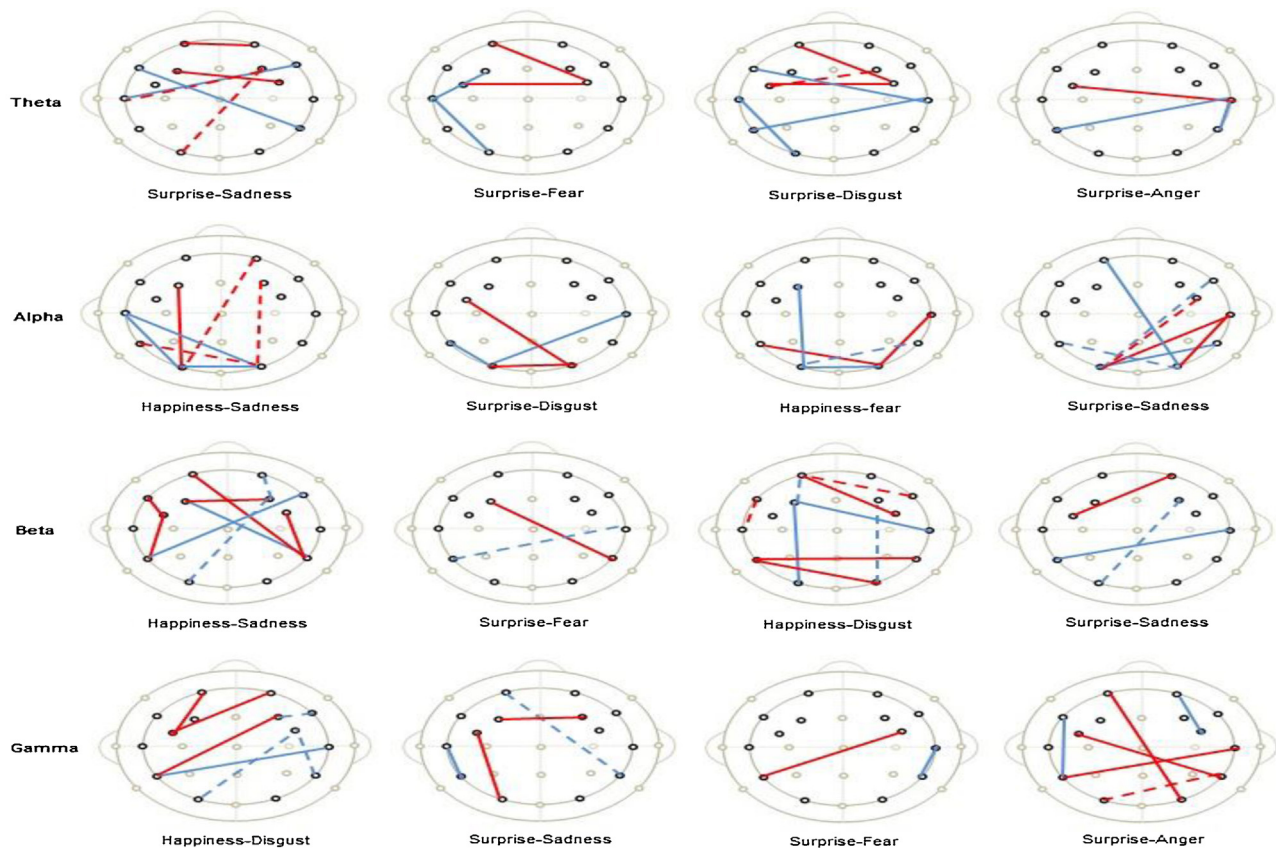 Theta
Surprise-Sadness
Surprise-Fear
Surprise-Disgust
Surprise-Anger
Alpha
Happiness-Sadness
Surprise-Disgust
Happiness-fear
Surprise-Sadness
Beta
Happiness-Sadness
Surprise-Fear
Happiness-Disgust
Surprise-Sadness
Gamma
Happiness-Disgust
Surprise-Sadness
Surprise-Fear
Surprise-Anger